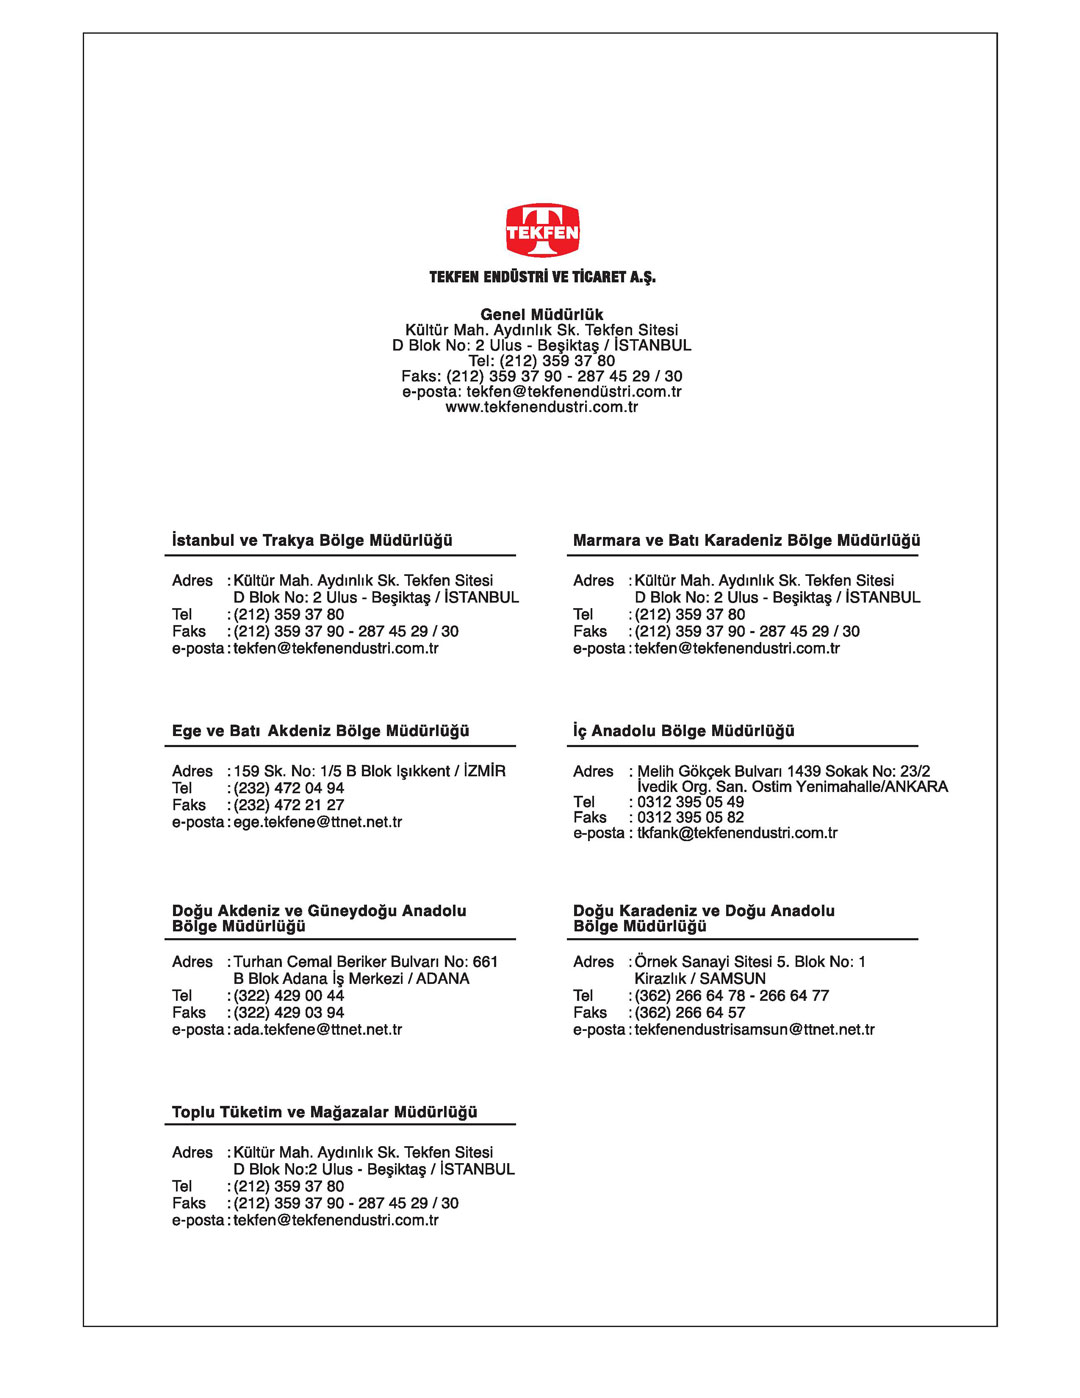 TEKFEN
TEKFEN ENDÜSTRİ VE TİCARET A.Ş.
Genel Müdürlük
Kültür Mah. Aydınlık Sk. Tekfen Sitesi
D Blok No: 2 Ulus - Beşiktaş / İSTANBUL
Tel: (212) 359 37 80
Faks: (212) 359 37 90 - 287 45 29 / 30
e-posta: tekfen@tekfenendüstri.com.tr
www.tekfenendustri.com.tr
İstanbul ve Trakya Bölge Müdürlüğü
Adres : Kültür Mah. Aydınlık Sk. Tekfen Sitesi
D Blok No: 2 Ulus - Beşiktaş / İSTANBUL
Tel : (212) 359 37 80
Faks : (212) 359 37 90 - 287 45 29 / 30
e-posta : tekfen@tekfenendustri.com.tr
Marmara ve Batı Karadeniz Bölge Müdürlüğü
Adres : Kültür Mah. Aydınlık Sk. Tekfen Sitesi
D Blok No: 2 Ulus - Beşiktaş / İSTANBUL
Tel : (212) 359 37 80
Faks : (212) 359 37 90 - 287 45 29 / 30
e-posta : tekfen@tekfenendustri.com.tr
Ege ve Batı Akdeniz Bölge Müdürlüğü
Adres : 159 Sk. No: 1/5 B Blok Işıkkent / İZMİR
Tel : (232) 472 04 94
Faks : (232) 472 21 27
e-posta : ege.tekfene@ttnet.net.tr
İç Anadolu Bölge Müdürlüğü
Adres : Melih Gökçek Bulvarı 1439 Sokak No: 23/2
İvedik Org. San. Ostim Yenimahalle/ANKARA
Tel : 0312 395 05 49
Faks : 0312 395 05 82
e-posta : tkfank@tekfenendustri.com.tr
Doğu Akdeniz ve Güneydoğu Anadolu
Bölge Müdürlüğü
Adres : Turhan Cemal Beriker Bulvarı No: 661
B Blok Adana İş Merkezi / ADANA
Tel : (322) 429 00 44
Faks : (322) 429 03 94
e-posta : ada.tekfene@ttnet.net.tr
Doğu Karadeniz ve Doğu Anadolu
Bölge Müdürlüğü
Adres : Örnek Sanayi Sitesi 5. Blok No: 1
Kirazlık / SAMSUN
Tel : (362) 266 64 78 - 266 64 77
Faks : (362) 266 64 57
e-posta : tekfenendustrisamsun@ttnet.net.tr
Toplu Tüketim ve Mağazalar Müdürlüğü
Adres : Kültür Mah. Aydınlık Sk. Tekfen Sitesi
D Blok No:2 Ulus - Beşiktaş / İSTANBUL
Tel : (212) 359 37 80
Faks : (212) 359 37 90 - 287 45 29 / 30
e-posta : tekfen@tekfenendustri.com.tr